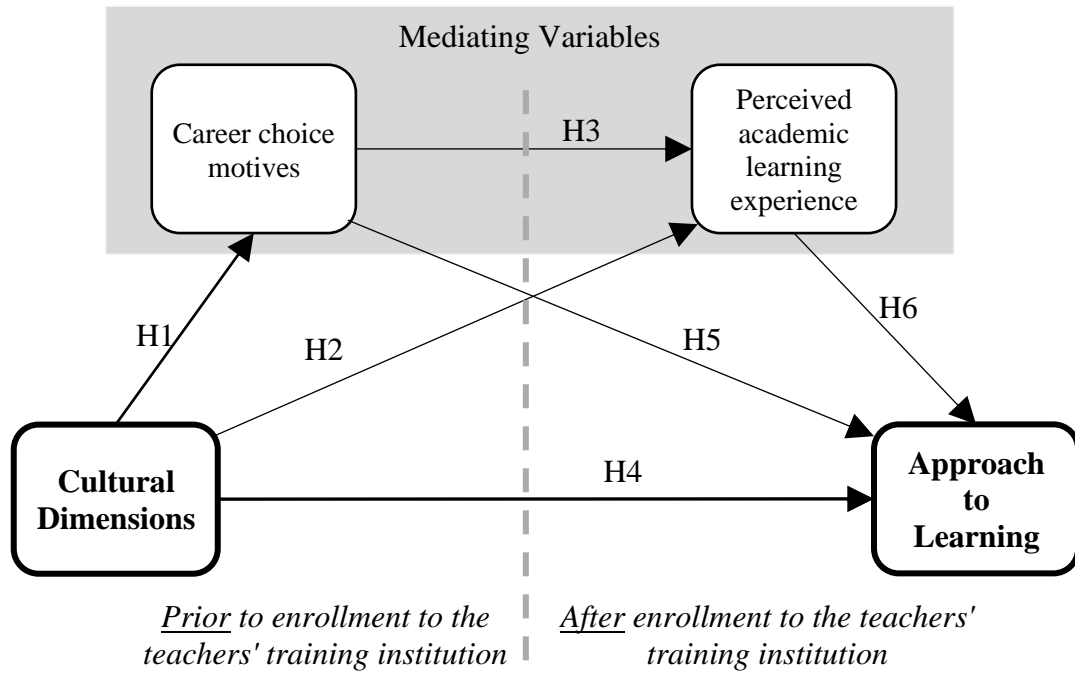 Mediating Variables
Career choice
motives
Perceived
academic
learning
experience
H3
H1
H2
H5
H6
H4
Cultural
Dimensions
Approach
to
Learning
Prior to enrollment to the
teachers' training institution
After enrollment to the teachers'
training institution